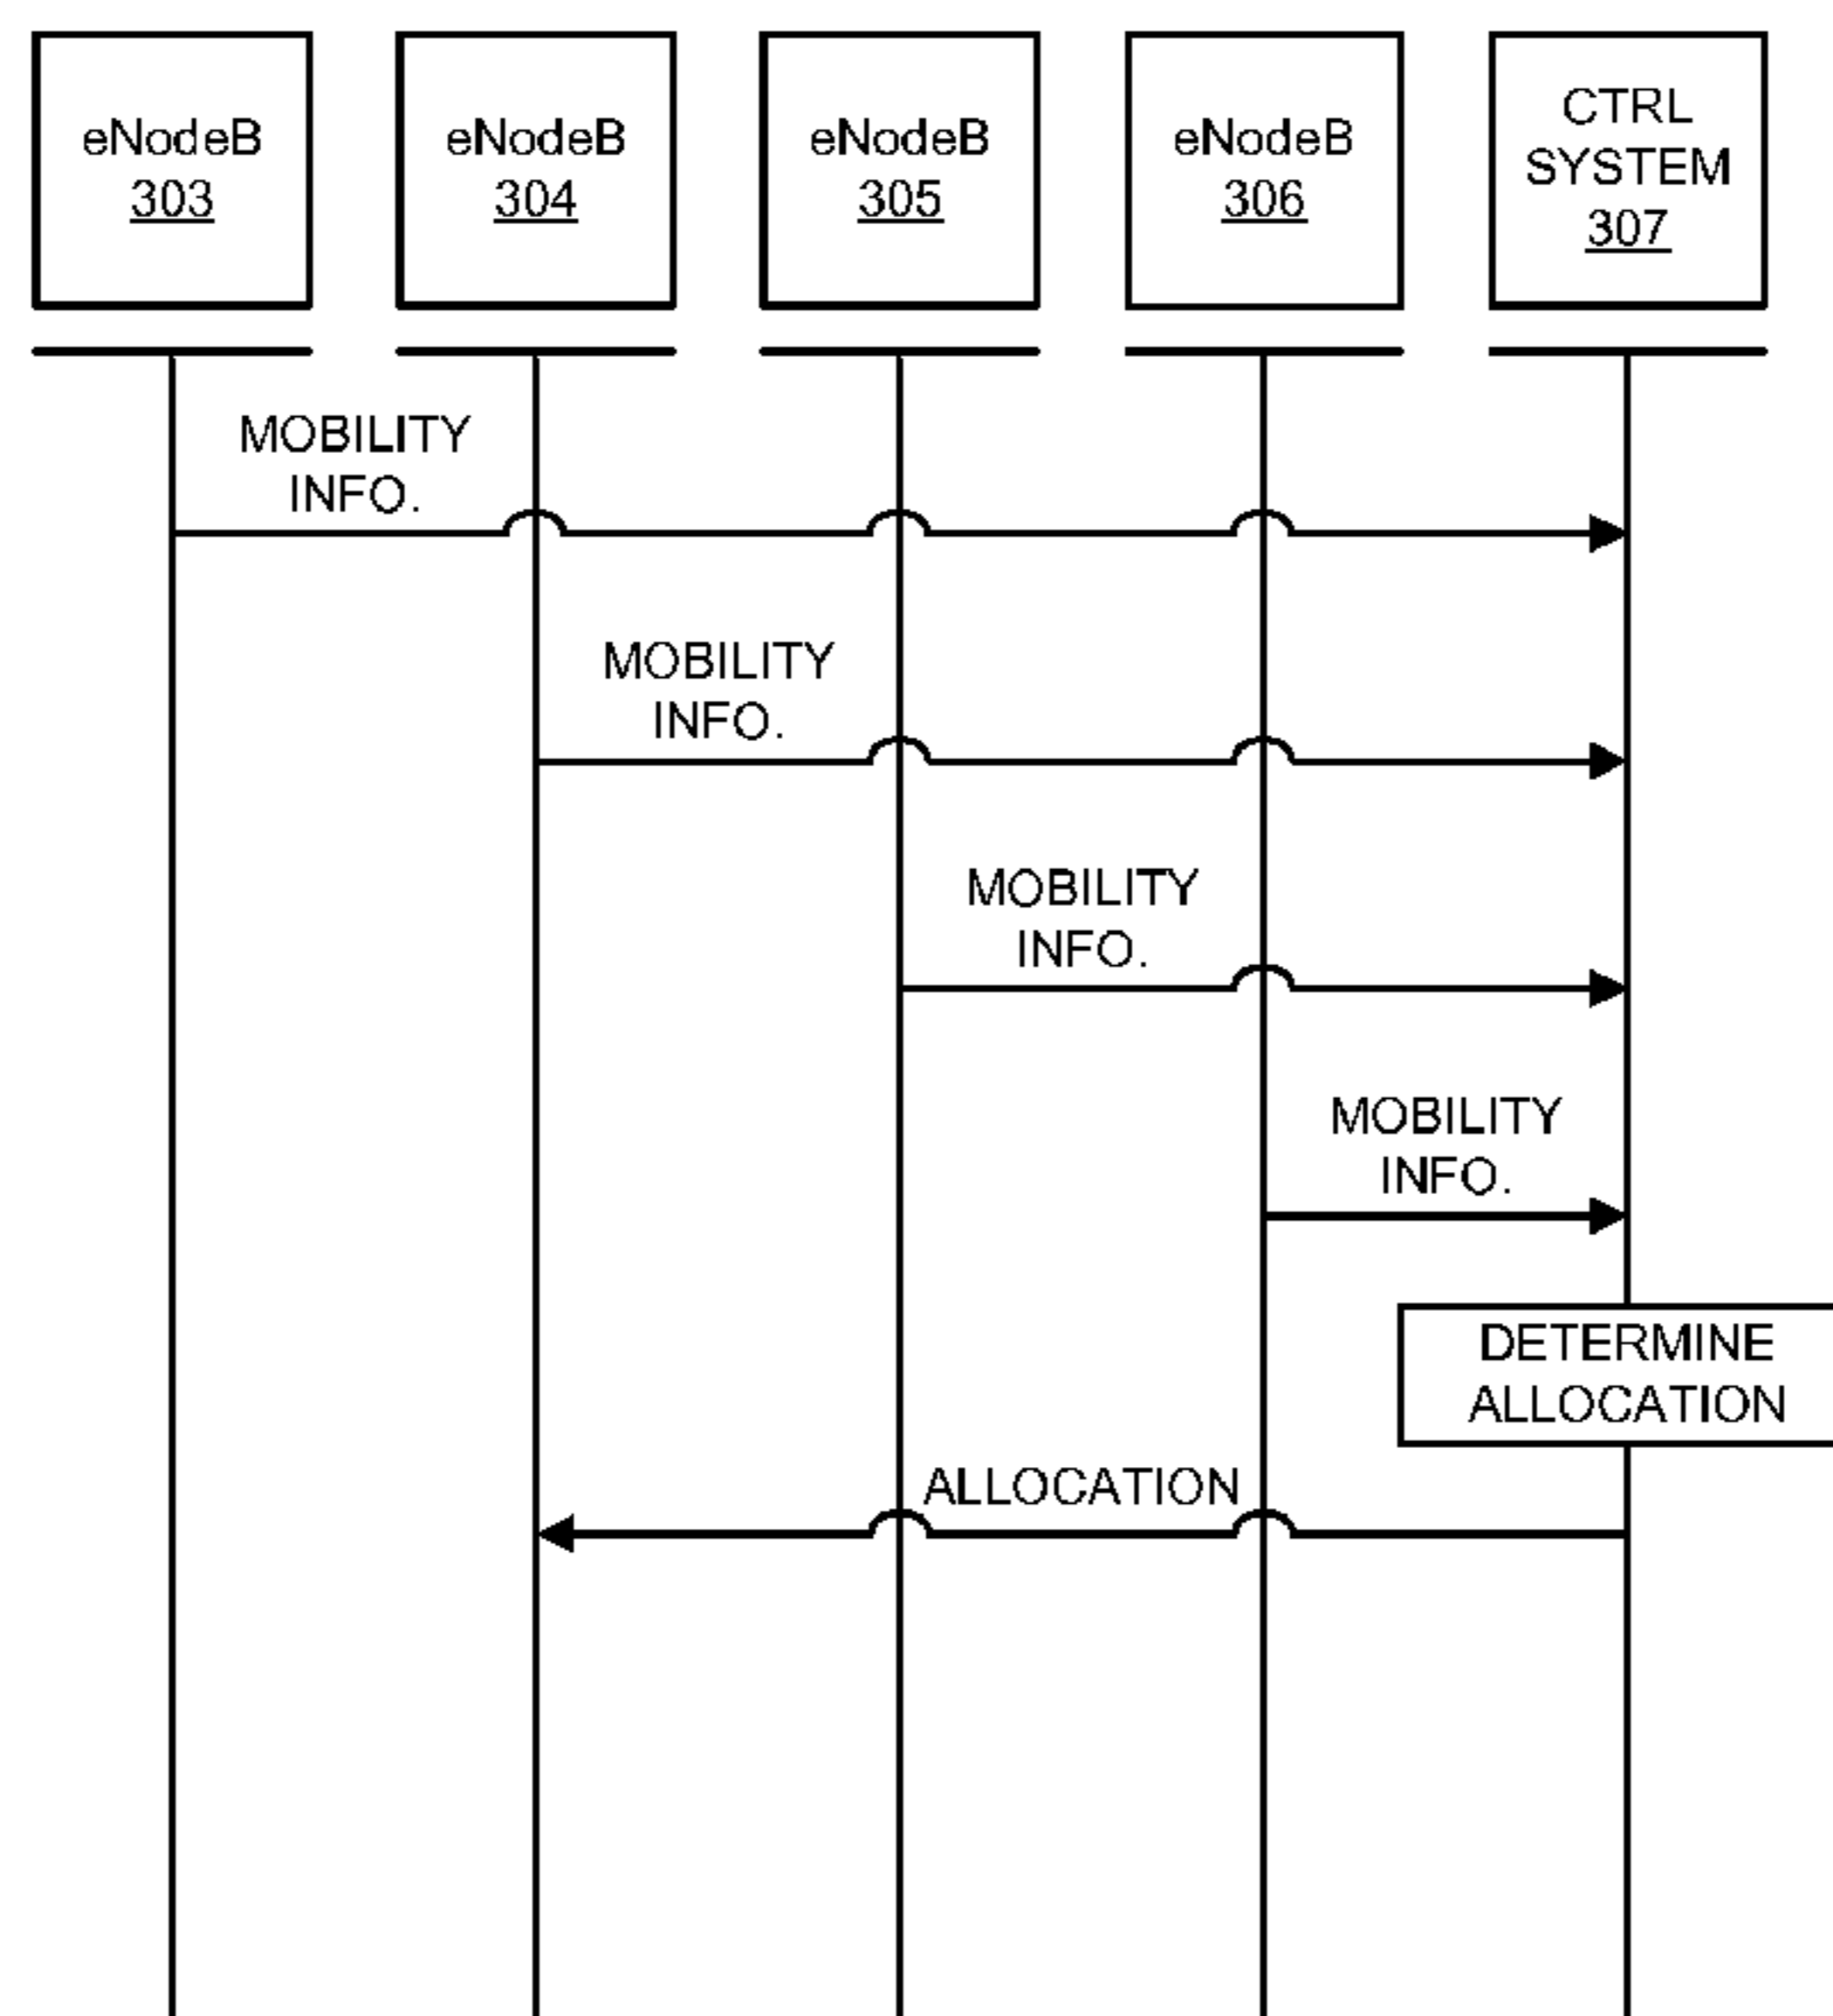 eNodeB
303
eNodeB
304
eNodeB
305
eNodeB
306
CTRL
SYSTEM
307
MOBILITY
INFO.
MOBILITY
INFO.
MOBILITY
INFO.
MOBILITY
INFO.
DETERMINE
ALLOCATION
ALLOCATION